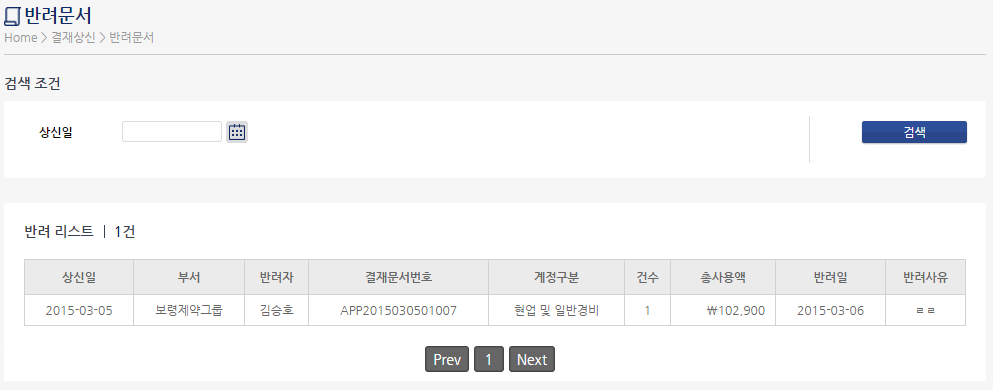 반려문서
Home > 결재상신 > 반려문서
검색 조건
상신일
검색
반려 리스트 | 1건
상신일 부서 반려자 결재문서번호 계정구분 건수 총사용액 반려일 반려사유
2015-03-05 보령제약그룹 김승호 APP2015030501007 현업 및 일반경비 1 ₩102,900 2015-03-06 ㄹㄹ
Prev 1 Next